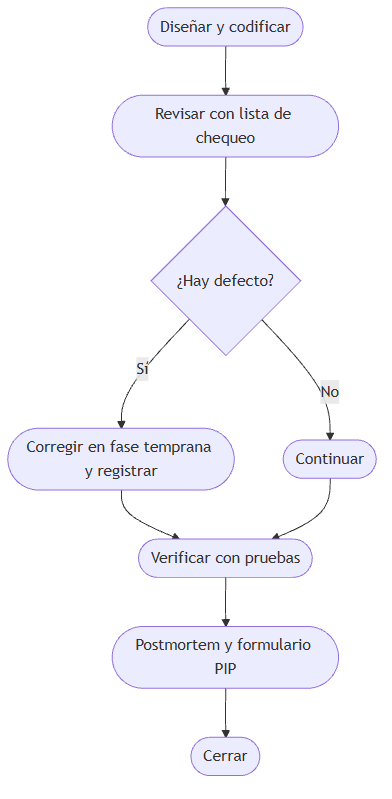 Diseñar y codificar
Revisar con lista de
chequeo
¿Hay defecto?
Sí
No
Corregir en fase temprana
y registrar
Continuar
Verificar con pruebas
Postmortem y formulario
PIP
Cerrar